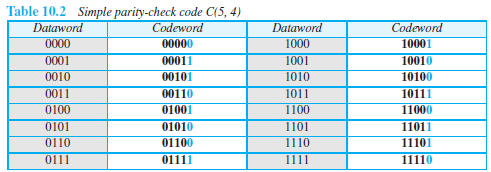 Table 10.2 Simple parity-check code C(5, 4)
Dataword Codeword Dataword Codeword
0000 00000 1000 10001
0001 00011 1001 10010
0010 00101 1010 10100
0011 00110 1011 10111
0100 01001 1100 11000
0101 01010 1101 11011
0110 01100 1110 11101
0111 01111 1111 11110